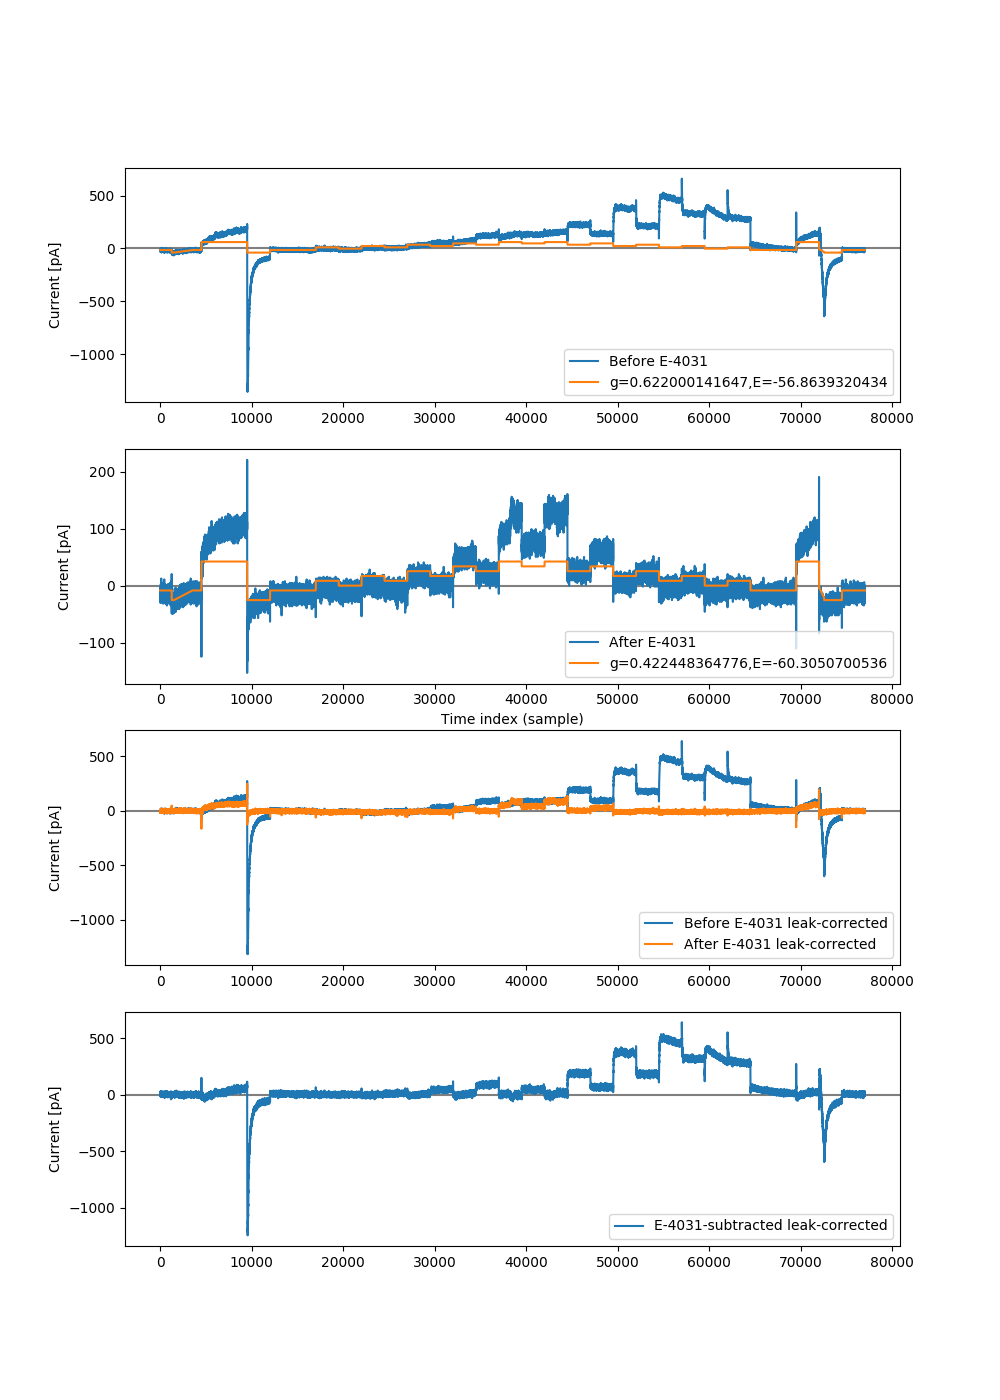 500
0
−500
−1000
Current [pA]
Before E-4031
g=0.622000141647,E=-56.8639320434
0 10000 20000 30000 40000 50000 60000 70000 80000
200
100
0
−100
Current [pA]
After E-4031
g=0.422448364776,E=-60.3050700536
0 10000 20000 30000 40000 50000 60000 70000 80000
Time index (sample)
500
0
−500
−1000
Current [pA]
Before E-4031 leak-corrected
After E-4031 leak-corrected
0 10000 20000 30000 40000 50000 60000 70000 80000
500
0
−500
−1000
Current [pA]
E-4031-subtracted leak-corrected
0 10000 20000 30000 40000 50000 60000 70000 80000